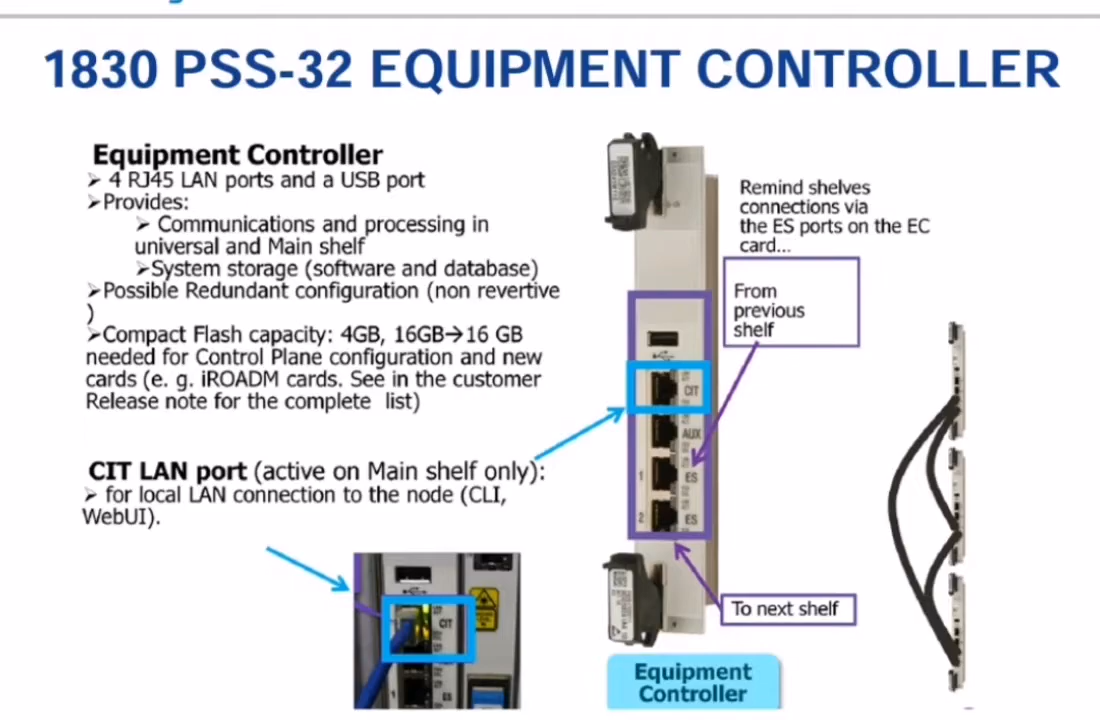 1830 PSS-32 EQUIPMENT CONTROLLER
Equipment Controller
➢ 4 RJ45 LAN ports and a USB port
➢Provides:
➢ Communications and processing in
universal and Main shelf
➢System storage (software and database)
➢Possible Redundant configuration (non revertive
)
➢Compact Flash capacity: 4GB, 16GB→16 GB
needed for Control Plane configuration and new
cards (e. g. iROADM cards. See in the customer
Release note for the complete list)
CIT LAN port (active on Main shelf only):
➢ for local LAN connection to the node (CLI,
WebUI).
CIT
1 ES
Remind shelves
connections via
the ES ports on the EC
card...
From
previous
shelf
CIT
AUX
1 ES
2 ES
To next shelf
Equipment
Controller